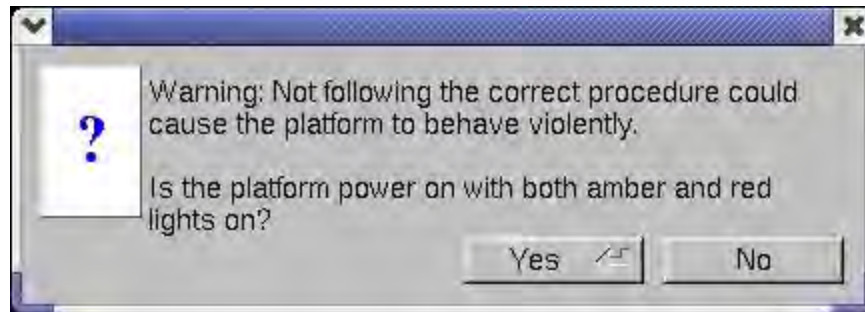 ?
Warning: Not following the correct procedure could
cause the platform to behave violently.
Is the platform power on with both amber and red
lights on?
Yes
No